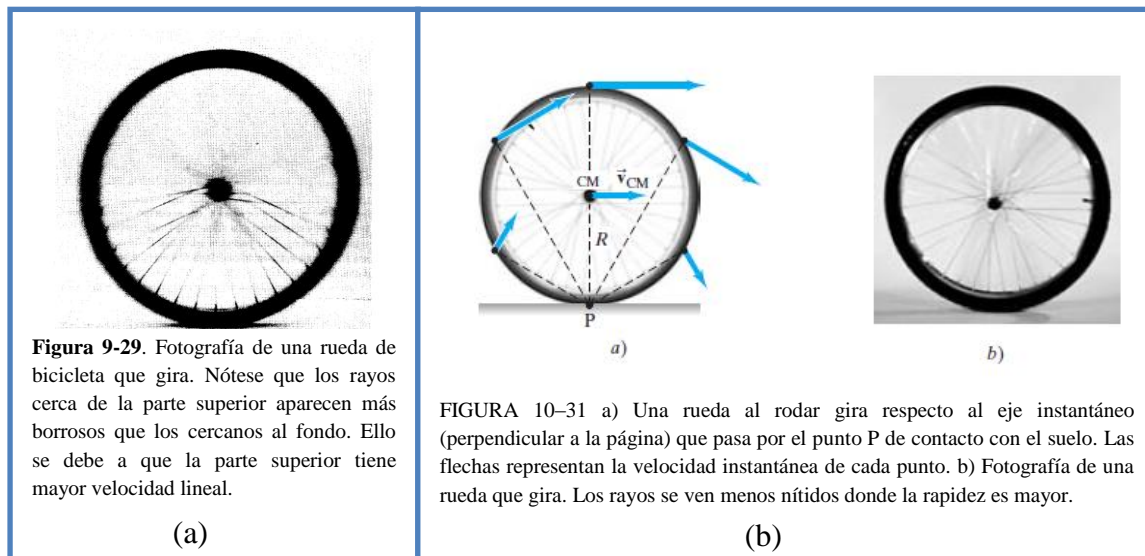 Figura 9-29. Fotografía de una rueda de
bicicleta que gira. Nótese que los rayos
cerca de la parte superior aparecen más
borrosos que los cercanos al fondo. Ello
se debe a que la parte superior tiene
mayor velocidad lineal.
(a)
CM
v⃗CM
R
P
a)
b)
FIGURA 10–31 a) Una rueda al rodar gira respecto al eje instantáneo
(perpendicular a la página) que pasa por el punto P de contacto con el suelo. Las
flechas representan la velocidad instantánea de cada punto. b) Fotografía de una
rueda que gira. Los rayos se ven menos nítidos donde la rapidez es mayor.
(b)